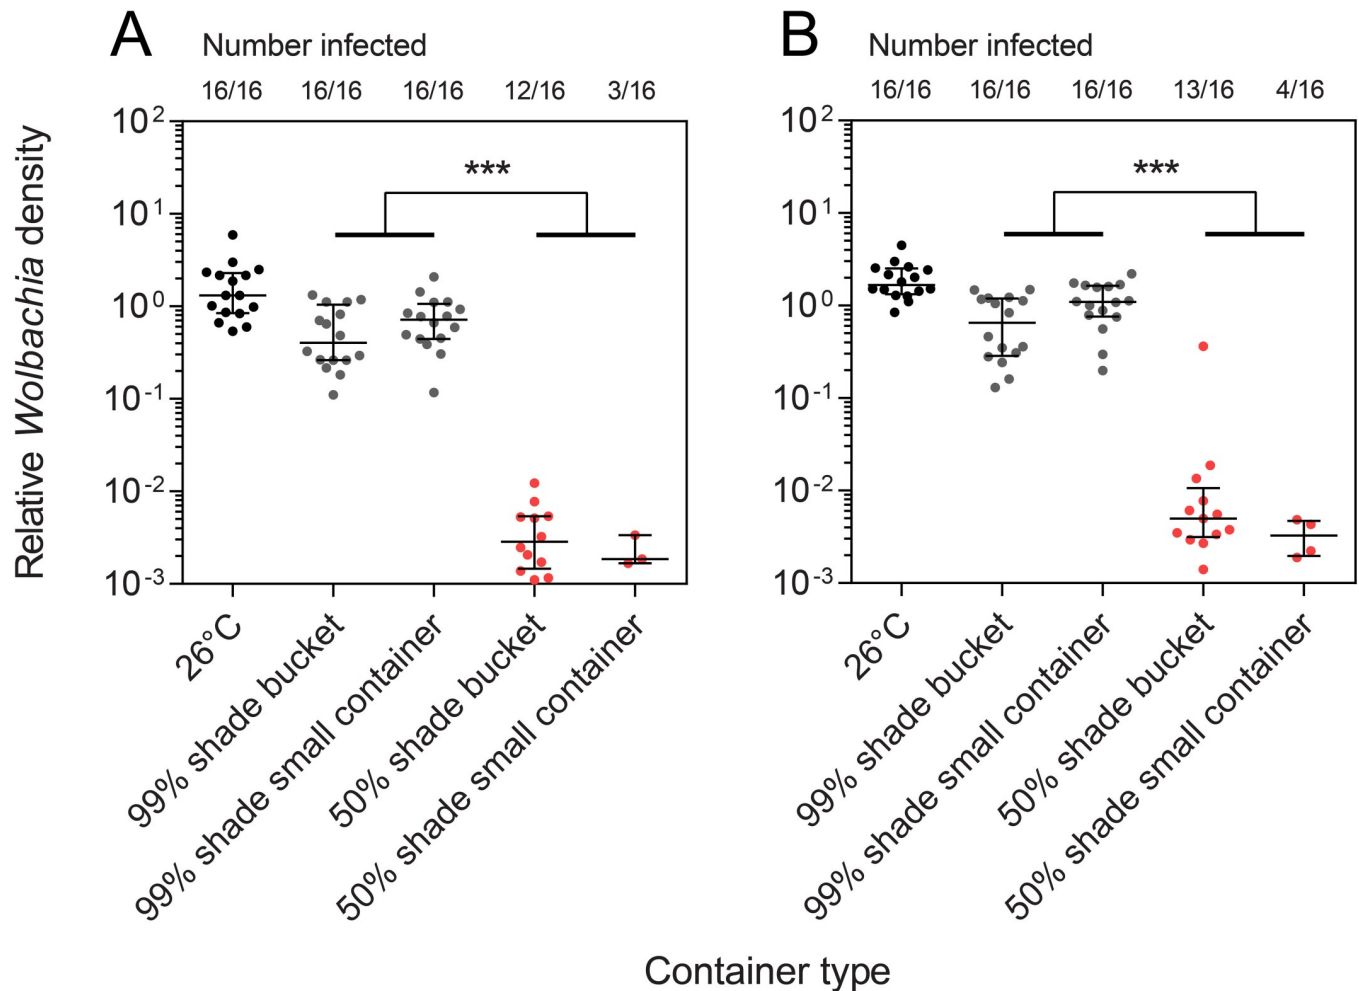 A
Number infected
16/16 16/16 16/16 12/16 3/16
B
Number infected
16/16 16/16 16/16 13/16 4/16
Relative Wolbachia density
10²
10¹
10⁰
10⁻¹
10⁻²
10⁻³
***
26°C
99% shade bucket
99% shade small container
50% shade bucket
50% shade small container
10²
10¹
10⁰
10⁻¹
10⁻²
10⁻³
***
26°C
99% shade bucket
99% shade small container
50% shade bucket
50% shade small container
Container type